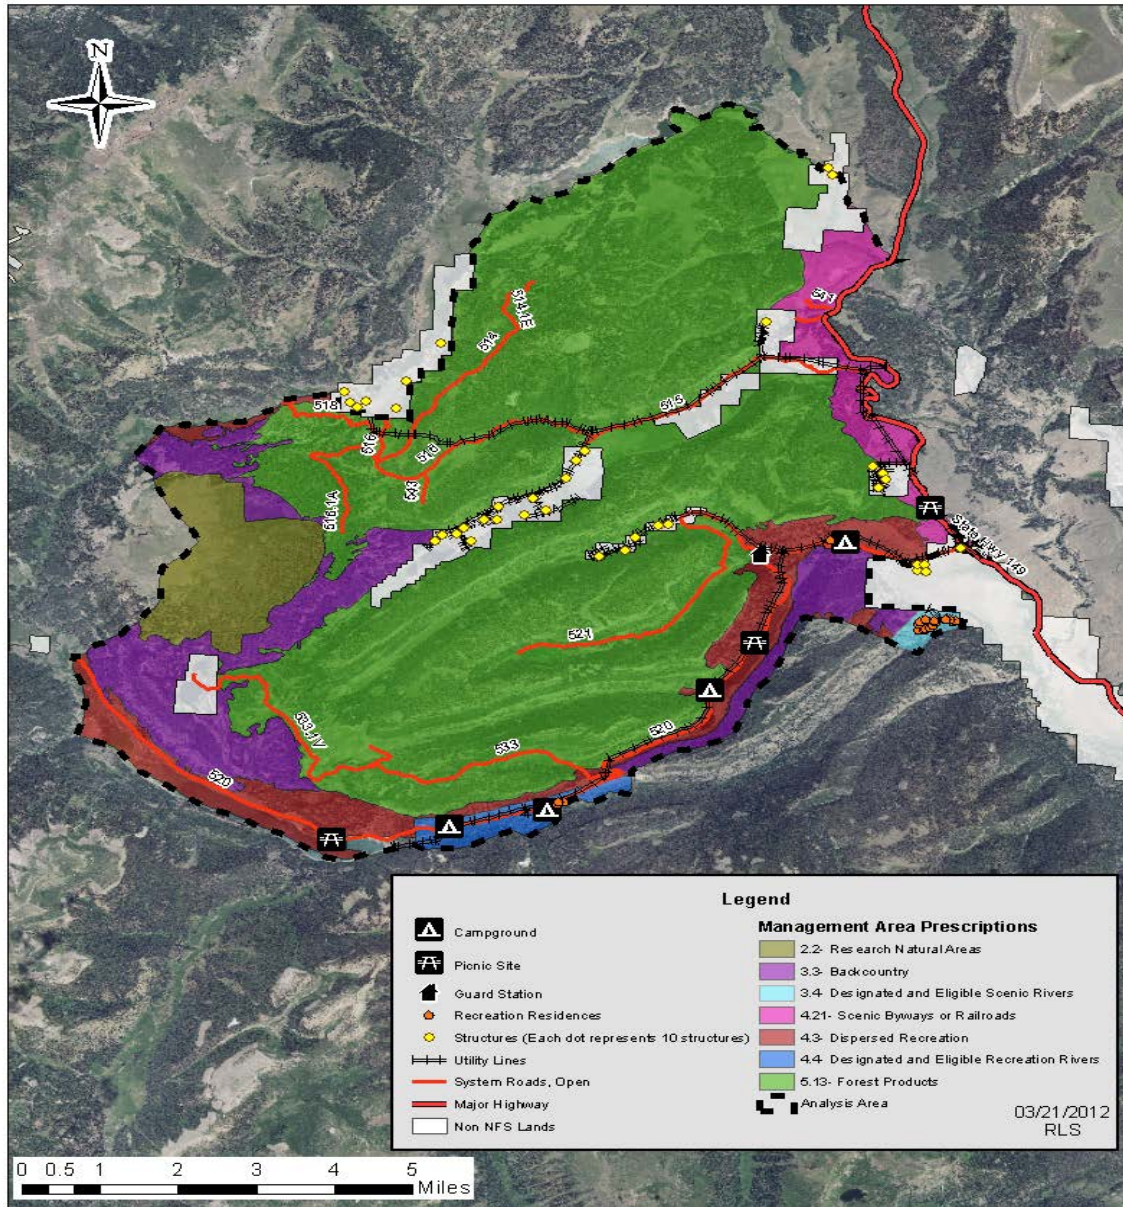 N
541
514.1E
514
515
518
516
516
543
516.1A
State HWY 149
521
533.1V
533
520
520
Legend
Campground
Picnic Site
Guard Station
Recreation Residences
Structures (Each dot represents 10 structures)
Utility Lines
System Roads, Open
Major Highway
Non NFS Lands
Management Area Prescriptions
2.2- Research Natural Areas
3.3- Backcountry
3.4- Designated and Eligible Scenic Rivers
4.21- Scenic Byways or Railroads
4.3- Dispersed Recreation
4.4- Designated and Eligible Recreation Rivers
5.13- Forest Products
Analysis Area
03/21/2012
RLS
0 0.5 1 2 3 4 5
Miles